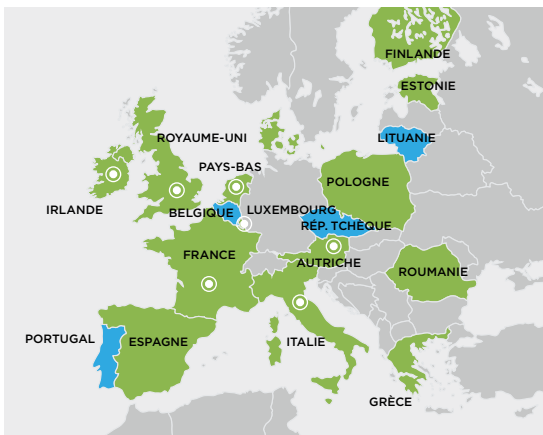 FINLANDE
ESTONIE
ROYAUME-UNI
LITUANIE
PAYS-BAS
POLOGNE
IRLANDE
BELGIQUE
LUXEMBOURG
RÉP. TCHÈQUE
FRANCE
AUTRICHE
ROUMANIE
PORTUGAL
ESPAGNE
ITALIE
GRÈCE